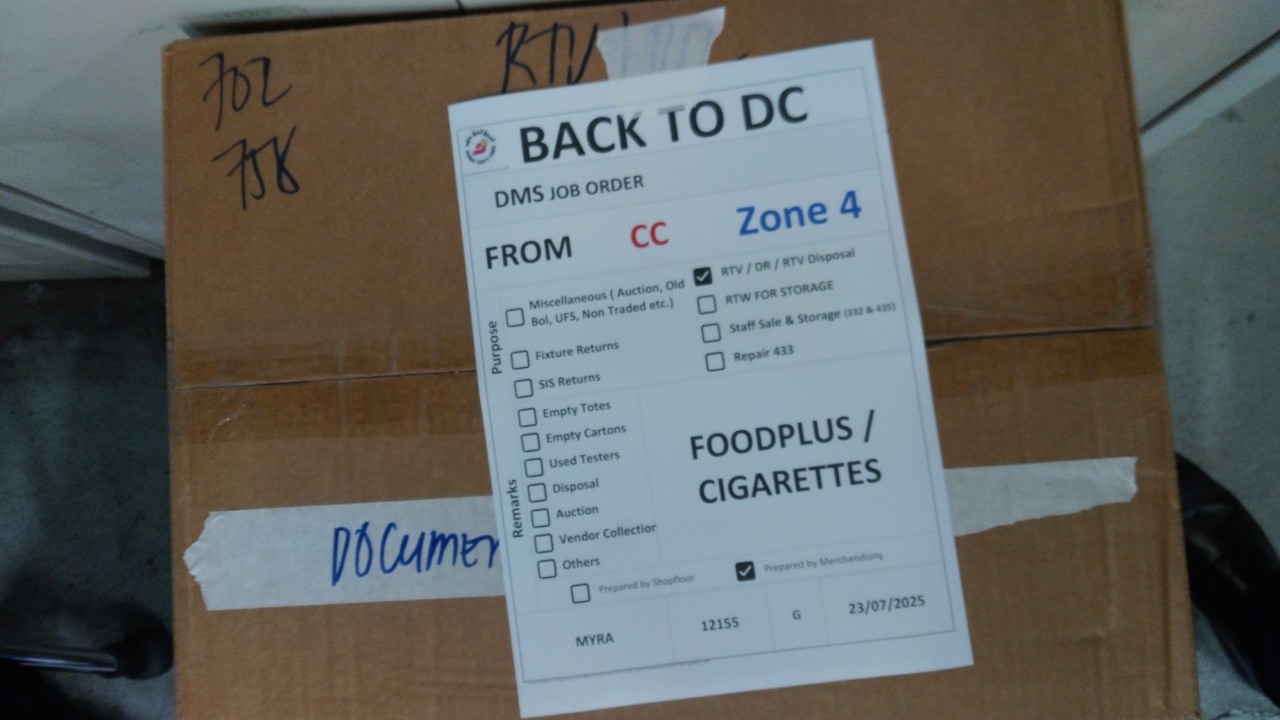 702
758
RTV
BACK TO DC
DMS JOB ORDER
FROM CC Zone 4
Purpose
Miscellaneous ( Auction, Old
Bol, UFS, Non Traded etc.)
Fixture Returns
SIS Returns
RTV / DR / RTV Disposal
RTW FOR STORAGE
Staff Sale & Storage (332 & 435)
Repair 433
Remarks
Empty Totes
Empty Cartons
Used Testers
Disposal
Auction
Vendor Collection
Others
FOODPLUS /
CIGARETTES
Prepared by Shopfloor
Prepared by Merchandising
MYRA 12155 G 23/07/2025
DOCUMEN